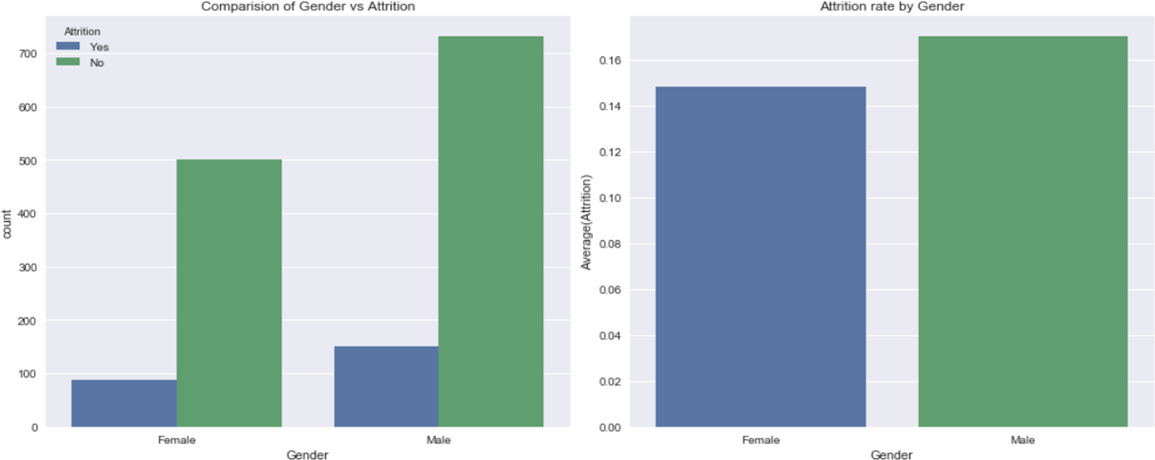 Comparision of Gender vs Attrition
Attrition
Yes
No
700
600
500
400
300
200
100
0
count
Female
Male
Gender
Attrition rate by Gender
0.16
0.14
0.12
0.10
0.08
0.06
0.04
0.02
0.00
Average(Attrition)
Female
Male
Gender